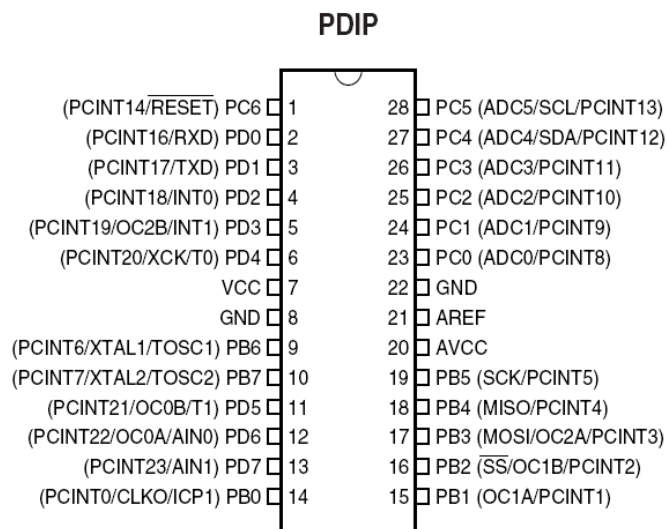 PDIP
(PCINT14/RESET) PC6 1 28 PC5 (ADC5/SCL/PCINT13)
(PCINT16/RXD) PD0 2 27 PC4 (ADC4/SDA/PCINT12)
(PCINT17/TXD) PD1 3 26 PC3 (ADC3/PCINT11)
(PCINT18/INT0) PD2 4 25 PC2 (ADC2/PCINT10)
(PCINT19/OC2B/INT1) PD3 5 24 PC1 (ADC1/PCINT9)
(PCINT20/XCK/T0) PD4 6 23 PC0 (ADC0/PCINT8)
VCC 7 22 GND
GND 8 21 AREF
(PCINT6/XTAL1/TOSC1) PB6 9 20 AVCC
(PCINT7/XTAL2/TOSC2) PB7 10 19 PB5 (SCK/PCINT5)
(PCINT21/OC0B/T1) PD5 11 18 PB4 (MISO/PCINT4)
(PCINT22/OC0A/AIN0) PD6 12 17 PB3 (MOSI/OC2A/PCINT3)
(PCINT23/AIN1) PD7 13 16 PB2 (SS/OC1B/PCINT2)
(PCINT0/CLKO/ICP1) PB0 14 15 PB1 (OC1A/PCINT1)